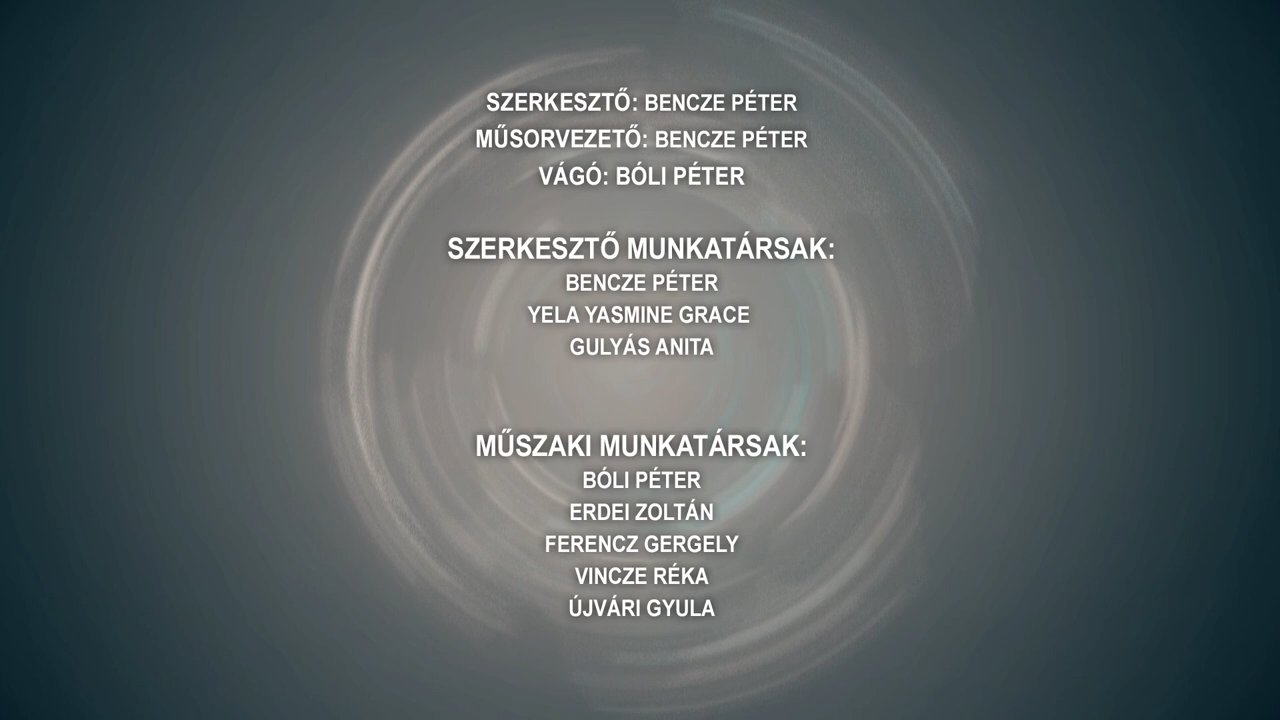 SZERKESZTŐ: BENCZE PÉTER
MŰSORVEZETŐ: BENCZE PÉTER
VÁGÓ: BÓLI PÉTER
SZERKESZTŐ MUNKATÁRSAK:
BENCZE PÉTER
YELA YASMINE GRACE
GULYÁS ANITA
MŰSZAKI MUNKATÁRSAK:
BÓLI PÉTER
ERDEI ZOLTÁN
FERENCZ GERGELY
VINCZE RÉKA
ÚJVÁRI GYULA